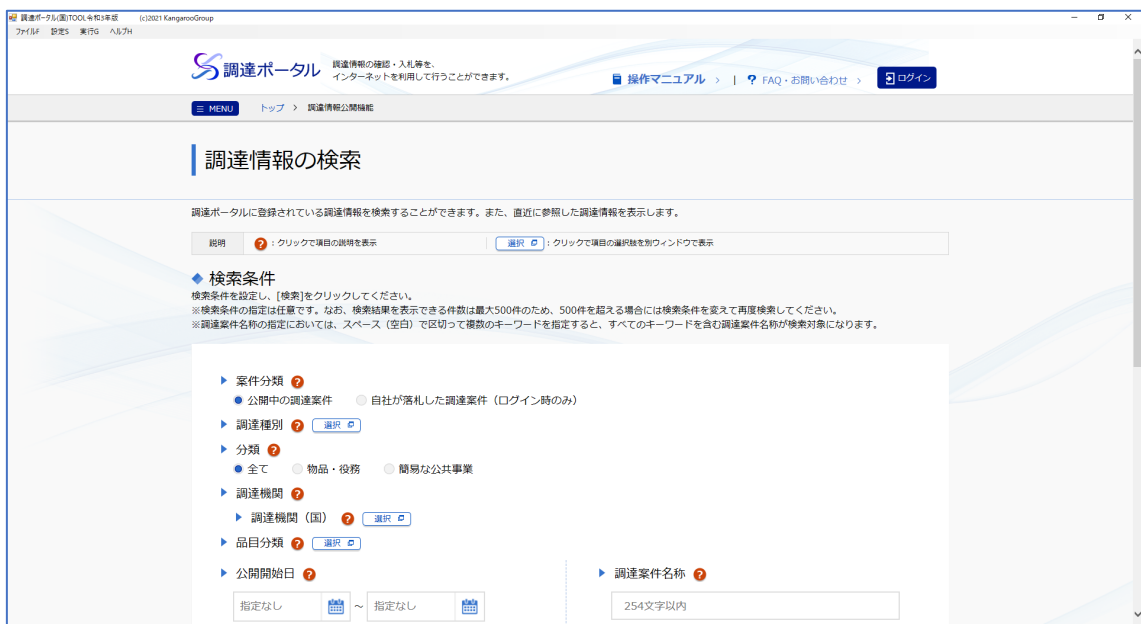 調達ポータル(国)TOOL令和3年版 (c)2021 KangarooGroup
ファイルF 設定S 実行G ヘルプH
調達ポータル 調達情報の確認・入札等を、
インターネットを利用して行うことができます。
操作マニュアル > | ? FAQ・お問い合わせ > ログイン
≡ MENU トップ > 調達情報公開機能
調達情報の検索
調達ポータルに登録されている調達情報を検索することができます。また、直近に参照した調達情報を表示します。
説明 ?：クリックで項目の説明を表示 選択：クリックで項目の選択肢を別ウィンドウで表示
検索条件
検索条件を設定し、[検索]をクリックしてください。
※検索条件の指定は任意です。なお、検索結果を表示できる件数は最大500件のため、500件を超える場合には検索条件を変えて再度検索してください。
※調達案件名称の指定においては、スペース（空白）で区切って複数のキーワードを指定すると、すべてのキーワードを含む調達案件名称が検索対象になります。
案件分類 ?
公開中の調達案件 自社が落札した調達案件（ログイン時のみ）
調達種別 ? 選択
分類 ?
全て 物品・役務 簡易な公共事業
調達機関 ?
調達機関（国） ? 選択
品目分類 ? 選択
公開開始日 ? 調達案件名称 ?
指定なし ～ 指定なし 254文字以内